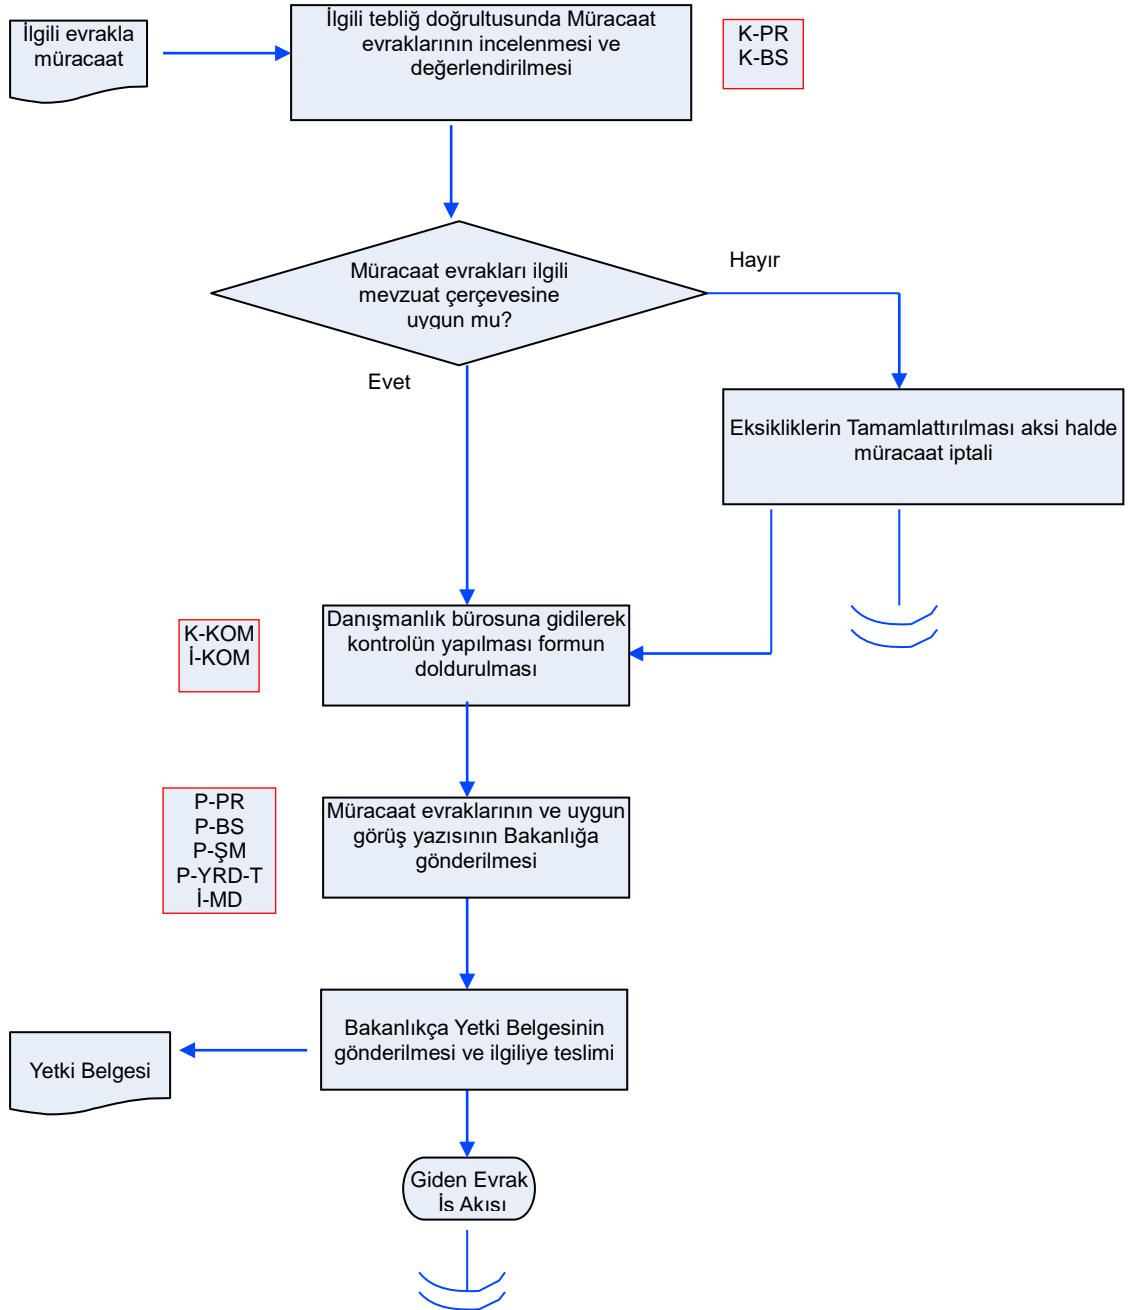 İlgili evrakla
müracaat
İlgili tebliğ doğrultusunda Müracaat
evraklarının incelenmesi ve
değerlendirilmesi
K-PR
K-BS
Müracaat evrakları ilgili
mevzuat çerçevesine
uygun mu?
Hayır
Evet
Eksikliklerin Tamamlattırılması aksi halde
müracaat iptali
K-KOM
İ-KOM
Danışmanlık bürosuna gidilerek
kontrolün yapılması formun
doldurulması
P-PR
P-BS
P-ŞM
P-YRD-T
İ-MD
Müracaat evraklarının ve uygun
görüş yazısının Bakanlığa
gönderilmesi
Bakanlıkça Yetki Belgesinin
gönderilmesi ve ilgiliye teslimi
Yetki Belgesi
Giden Evrak
İş Akışı